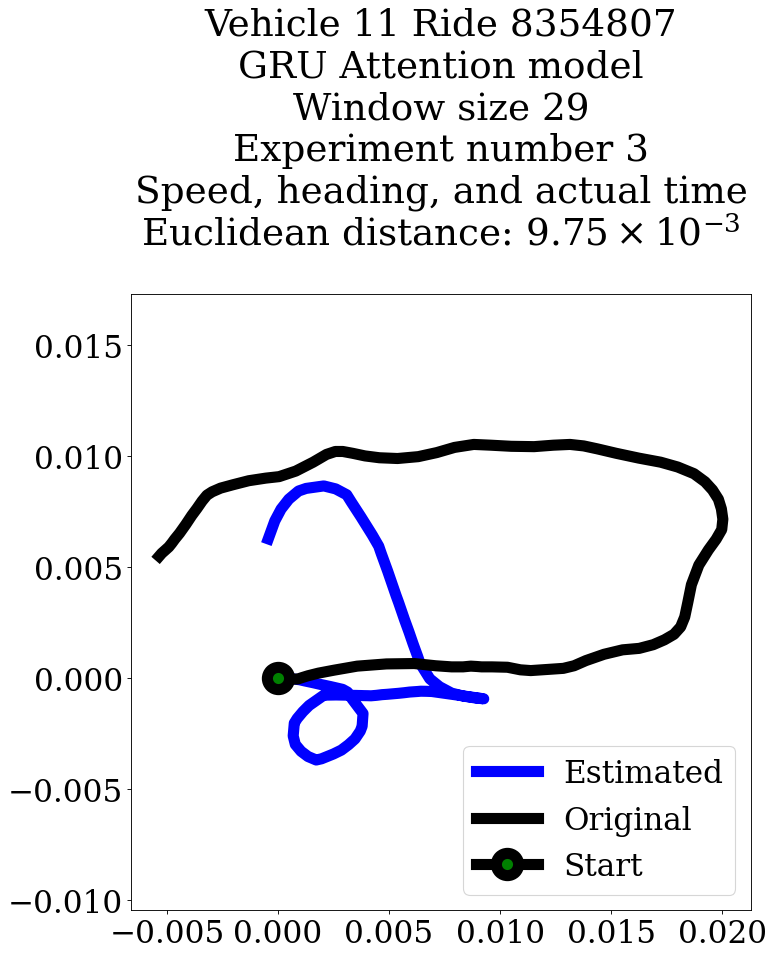 Vehicle 11 Ride 8354807
GRU Attention model
Window size 29
Experiment number 3
Speed, heading, and actual time
Euclidean distance: 9.75 × 10⁻³
0.015
0.010
0.005
0.000
−0.005
−0.010
−0.005 0.000 0.005 0.010 0.015 0.020
Estimated
Original
Start